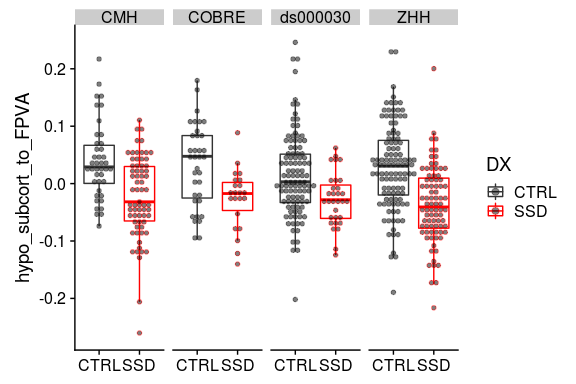 CMH COBRE ds000030 ZHH
hypo_subcort_to_FPVA
0.2
0.1
0.0
-0.1
-0.2
CTRL SSD CTRL SSD CTRL SSD CTRL SSD
DX
CTRL
SSD